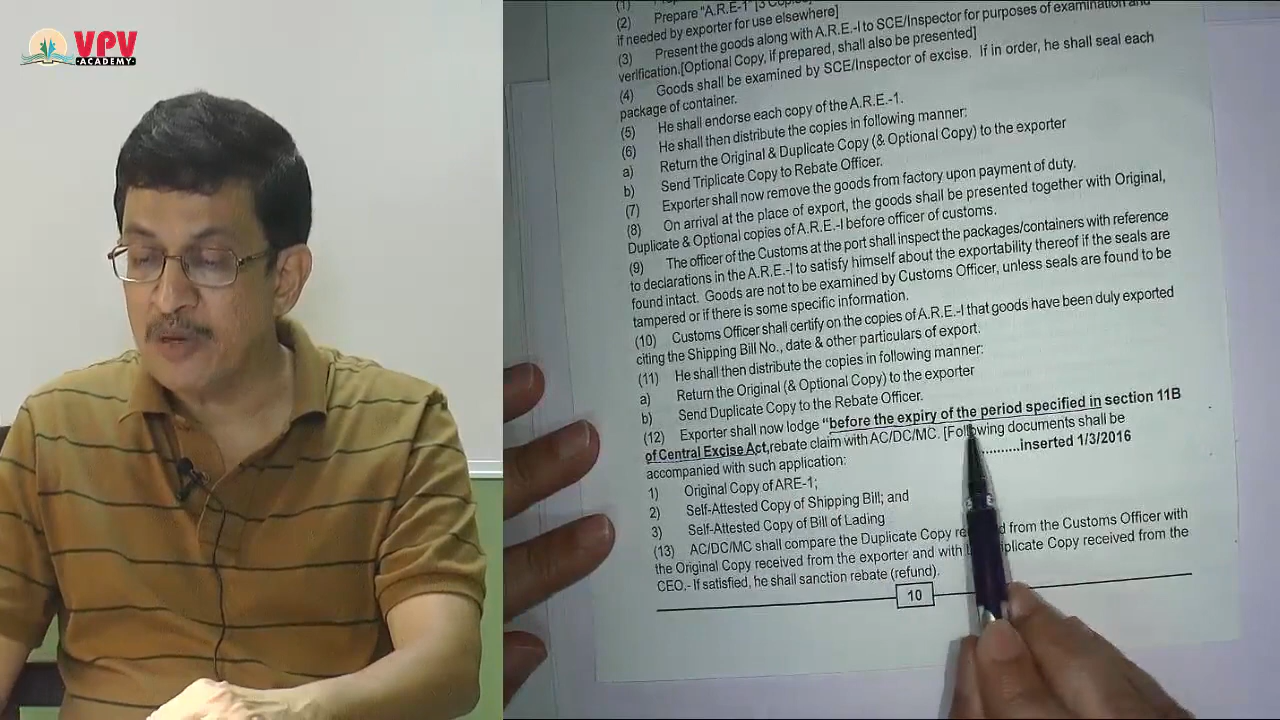 VPV
ACADEMY
(1)
Prepare "A.R.E-1" [3 Copies]
(2)
if needed by exporter for use elsewhere]
(3) Present the goods along with A.R.E.-I to SCE/Inspector for purposes of examination and
verification.[Optional Copy, If prepared, shall also be presented]
(4) Goods shall be examined by SCE/Inspector of excise. If in order, he shall seal each
package of container.
(5) He shall endorse each copy of the A.R.E.-1.
(6) He shall then distribute the copies in following manner:
a) Return the Original & Duplicate Copy (& Optional Copy) to the exporter
b) Send Triplicate Copy to Rebate Officer.
(7) Exporter shall now remove the goods from factory upon payment of duty.
(8) On arrival at the place of export, the goods shall be presented together with Original,
Duplicate & Optional copies of A.R.E-I before officer of customs.
(9) The officer of the Customs at the port shall inspect the packages/containers with reference
to declarations in the A.R.E-I to satisfy himself about the exportability thereof if the seals are
found intact. Goods are not to be examined by Customs Officer, unless seals are found to be
tampered or if there is some specific information.
(10) Customs Officer shall certify on the copies of A.R.E.-I that goods have been duly exported
citing the Shipping Bill No., date & other particulars of export.
(11) He shall then distribute the copies in following manner:
a) Return the Original (& Optional Copy) to the exporter
b) Send Duplicate Copy to the Rebate Officer.
(12) Exporter shall now lodge "before the expiry of the period specified in section 11B
of Central Excise Act,rebate claim with AC/DC/MC. [Following documents shall be
accompanied with such application: ..........inserted 1/3/2016
1) Original Copy of ARE-1;
2) Self-Attested Copy of Shipping Bill; and
3) Self-Attested Copy of Bill of Lading
(13) AC/DC/MC shall compare the Duplicate Copy from the Customs Officer with
the Original Copy received from the exporter and with Copy received from the
CEO,- If satisfied, he shall sanction rebate (refund).
10